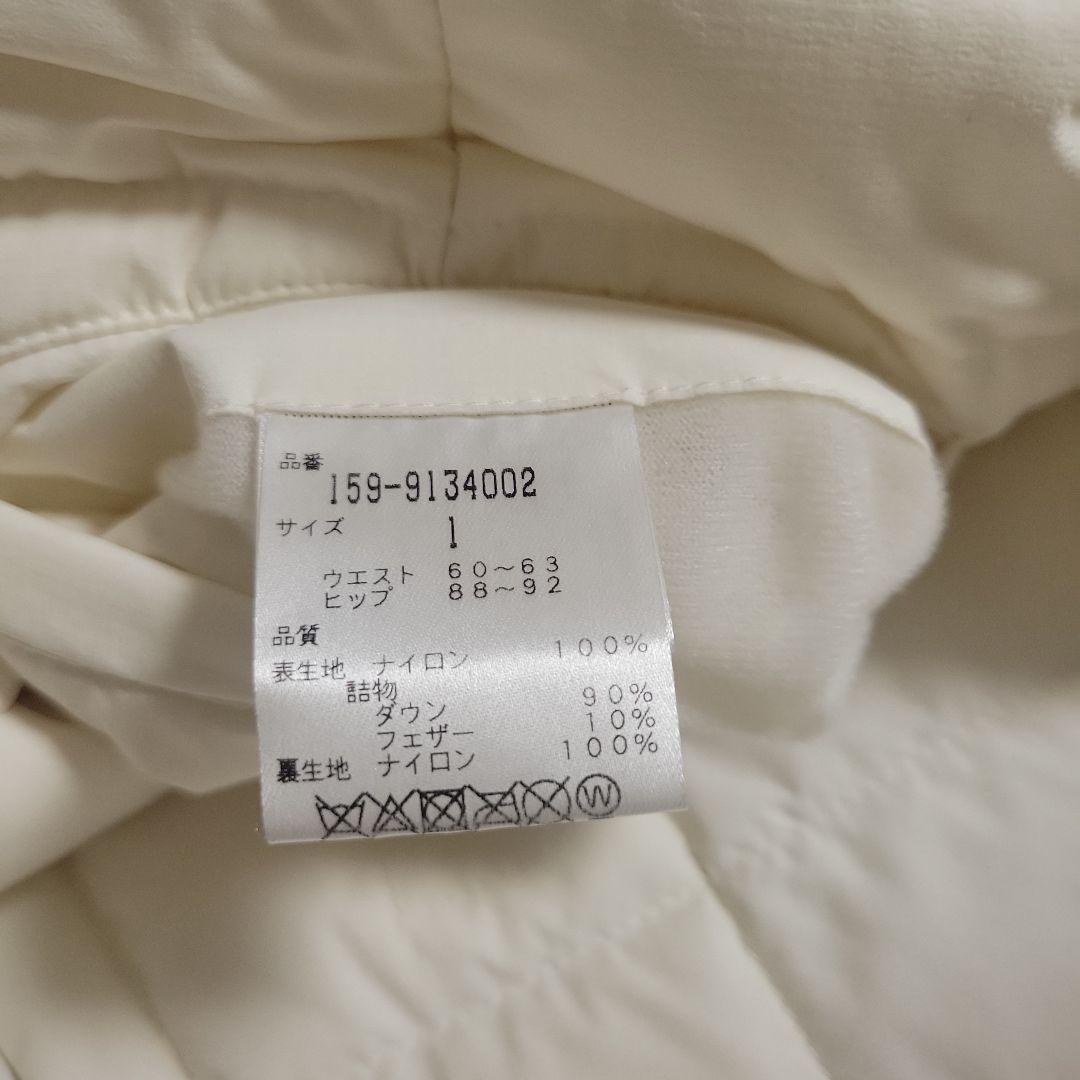 品番
159-9134002
サイズ 1
ウエスト 60～63
ヒップ 88～92
品質
表生地 ナイロン 100%
詰物
ダウン 90%
フェザー 10%
裏生地 ナイロン 100%
W